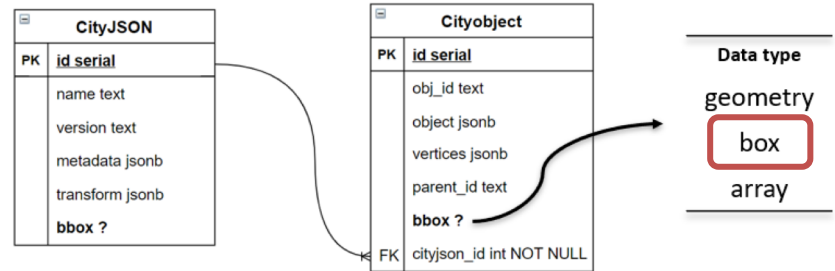 CityJSON
PK id serial
name text
version text
metadata jsonb
transform jsonb
bbox ?
Cityobject
PK id serial
obj_id text
object jsonb
vertices jsonb
parent_id text
bbox ?
FK cityjson_id int NOT NULL
Data type
geometry
box
array